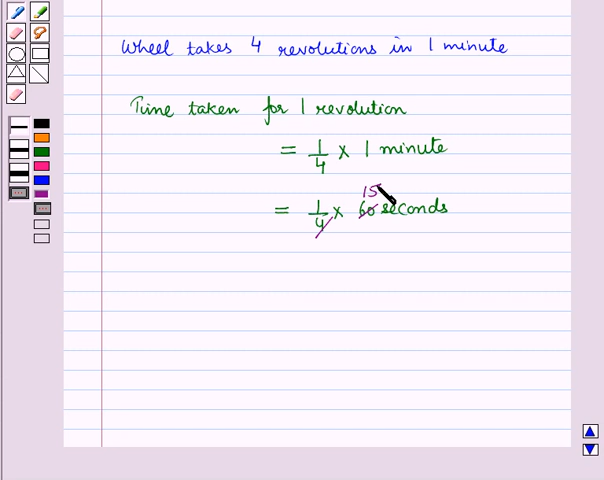 Wheel takes 4 revolutions in 1 minute
Time taken for 1 revolution
= 1/4 × 1 minute
15
= 1/4 × 60 seconds